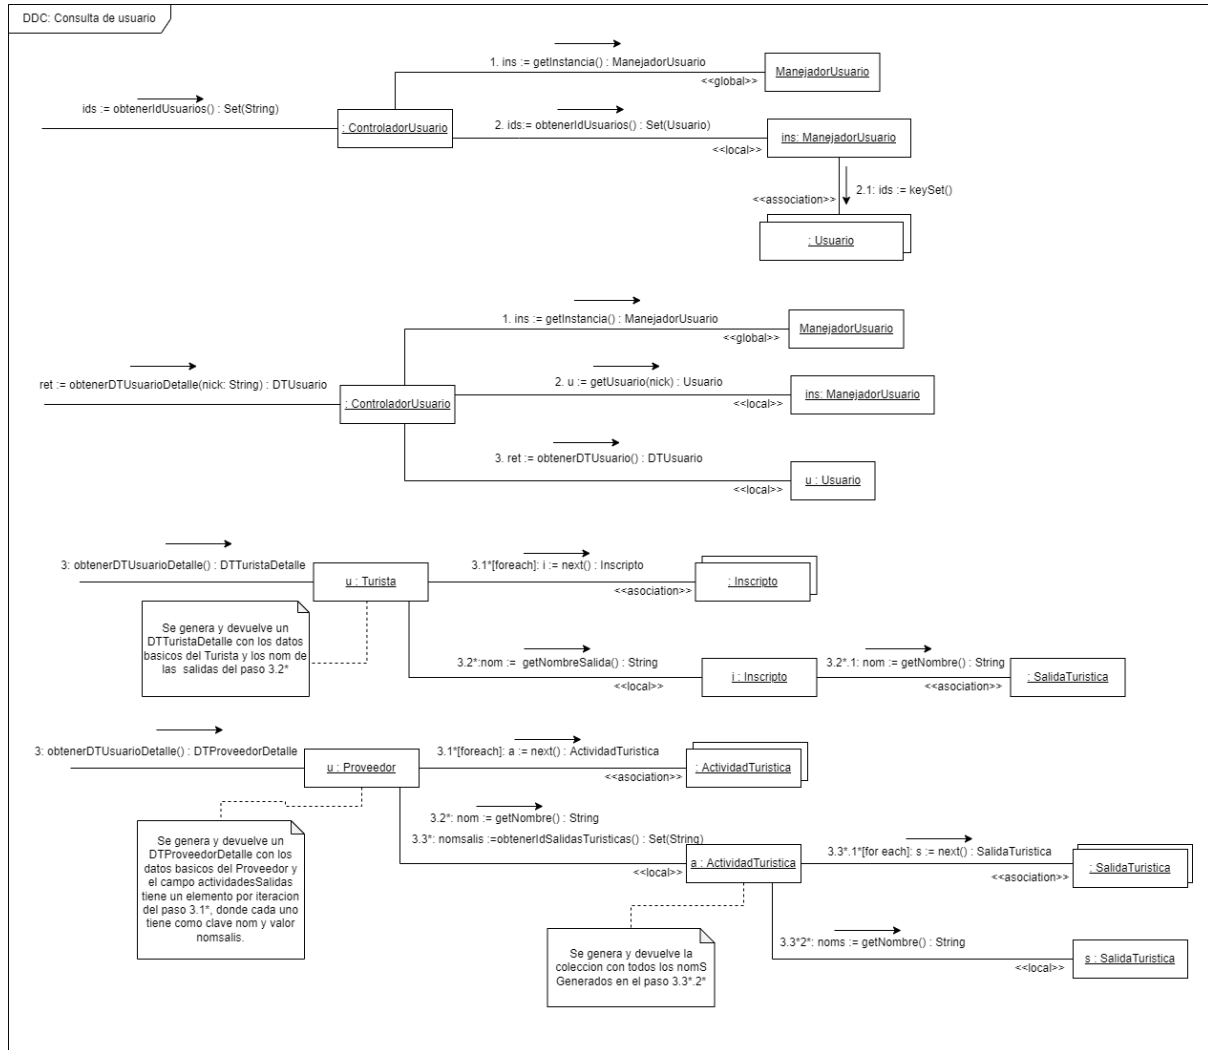 DDC: Consulta de usuario
1. ins := getInstancia() : ManejadorUsuario
ManejadorUsuario
<<global>>
ids := obtenerIdUsuarios() : Set(String)
: ControladorUsuario
2. ids:= obtenerIdUsuarios() : Set(Usuario)
ins: ManejadorUsuario
<<local>>
2.1: ids := keySet()
<<association>>
: Usuario
1. ins := getInstancia() : ManejadorUsuario
ManejadorUsuario
<<global>>
ret := obtenerDTUsuarioDetalle(nick: String) : DTUsuario
: ControladorUsuario
2. u := getUsuario(nick) : Usuario
ins: ManejadorUsuario
<<local>>
3. ret := obtenerDTUsuario() : DTUsuario
u : Usuario
<<local>>
3: obtenerDTUsuarioDetalle() : DTTuristaDetalle
u : Turista
3.1*[foreach]: i := next() : Inscripto
: Inscripto
<<asociation>>
Se genera y devuelve un
DTTuristaDetalle con los datos
basicos del Turista y los nom de
las salidas del paso 3.2*
3.2*:nom := getNombreSalida() : String
i : Inscripto
<<local>>
3.2*.1: nom := getNombre() : String
: SalidaTuristica
<<asociation>>
3: obtenerDTUsuarioDetalle() : DTProveedorDetalle
u : Proveedor
3.1*[foreach]: a := next() : ActividadTuristica
: ActividadTuristica
<<asociation>>
3.2*: nom := getNombre() : String
3.3*: nomsalis :=obtenerIdSalidasTuristicas() : Set(String)
a : ActividadTuristica
<<local>>
3.3*.1*[for each]: s := next() : SalidaTuristica
: SalidaTuristica
<<asociation>>
Se genera y devuelve un
DTProveedorDetalle con los
datos basicos del Proveedor y
el campo actividadesSalidas
tiene un elemento por iteracion
del paso 3.1*, donde cada uno
tiene como clave nom y valor
nomsalis.
Se genera y devuelve la
coleccion con todos los nomS
Generados en el paso 3.3*.2*
3.3*2*: noms := getNombre() : String
s : SalidaTuristica
<<local>>